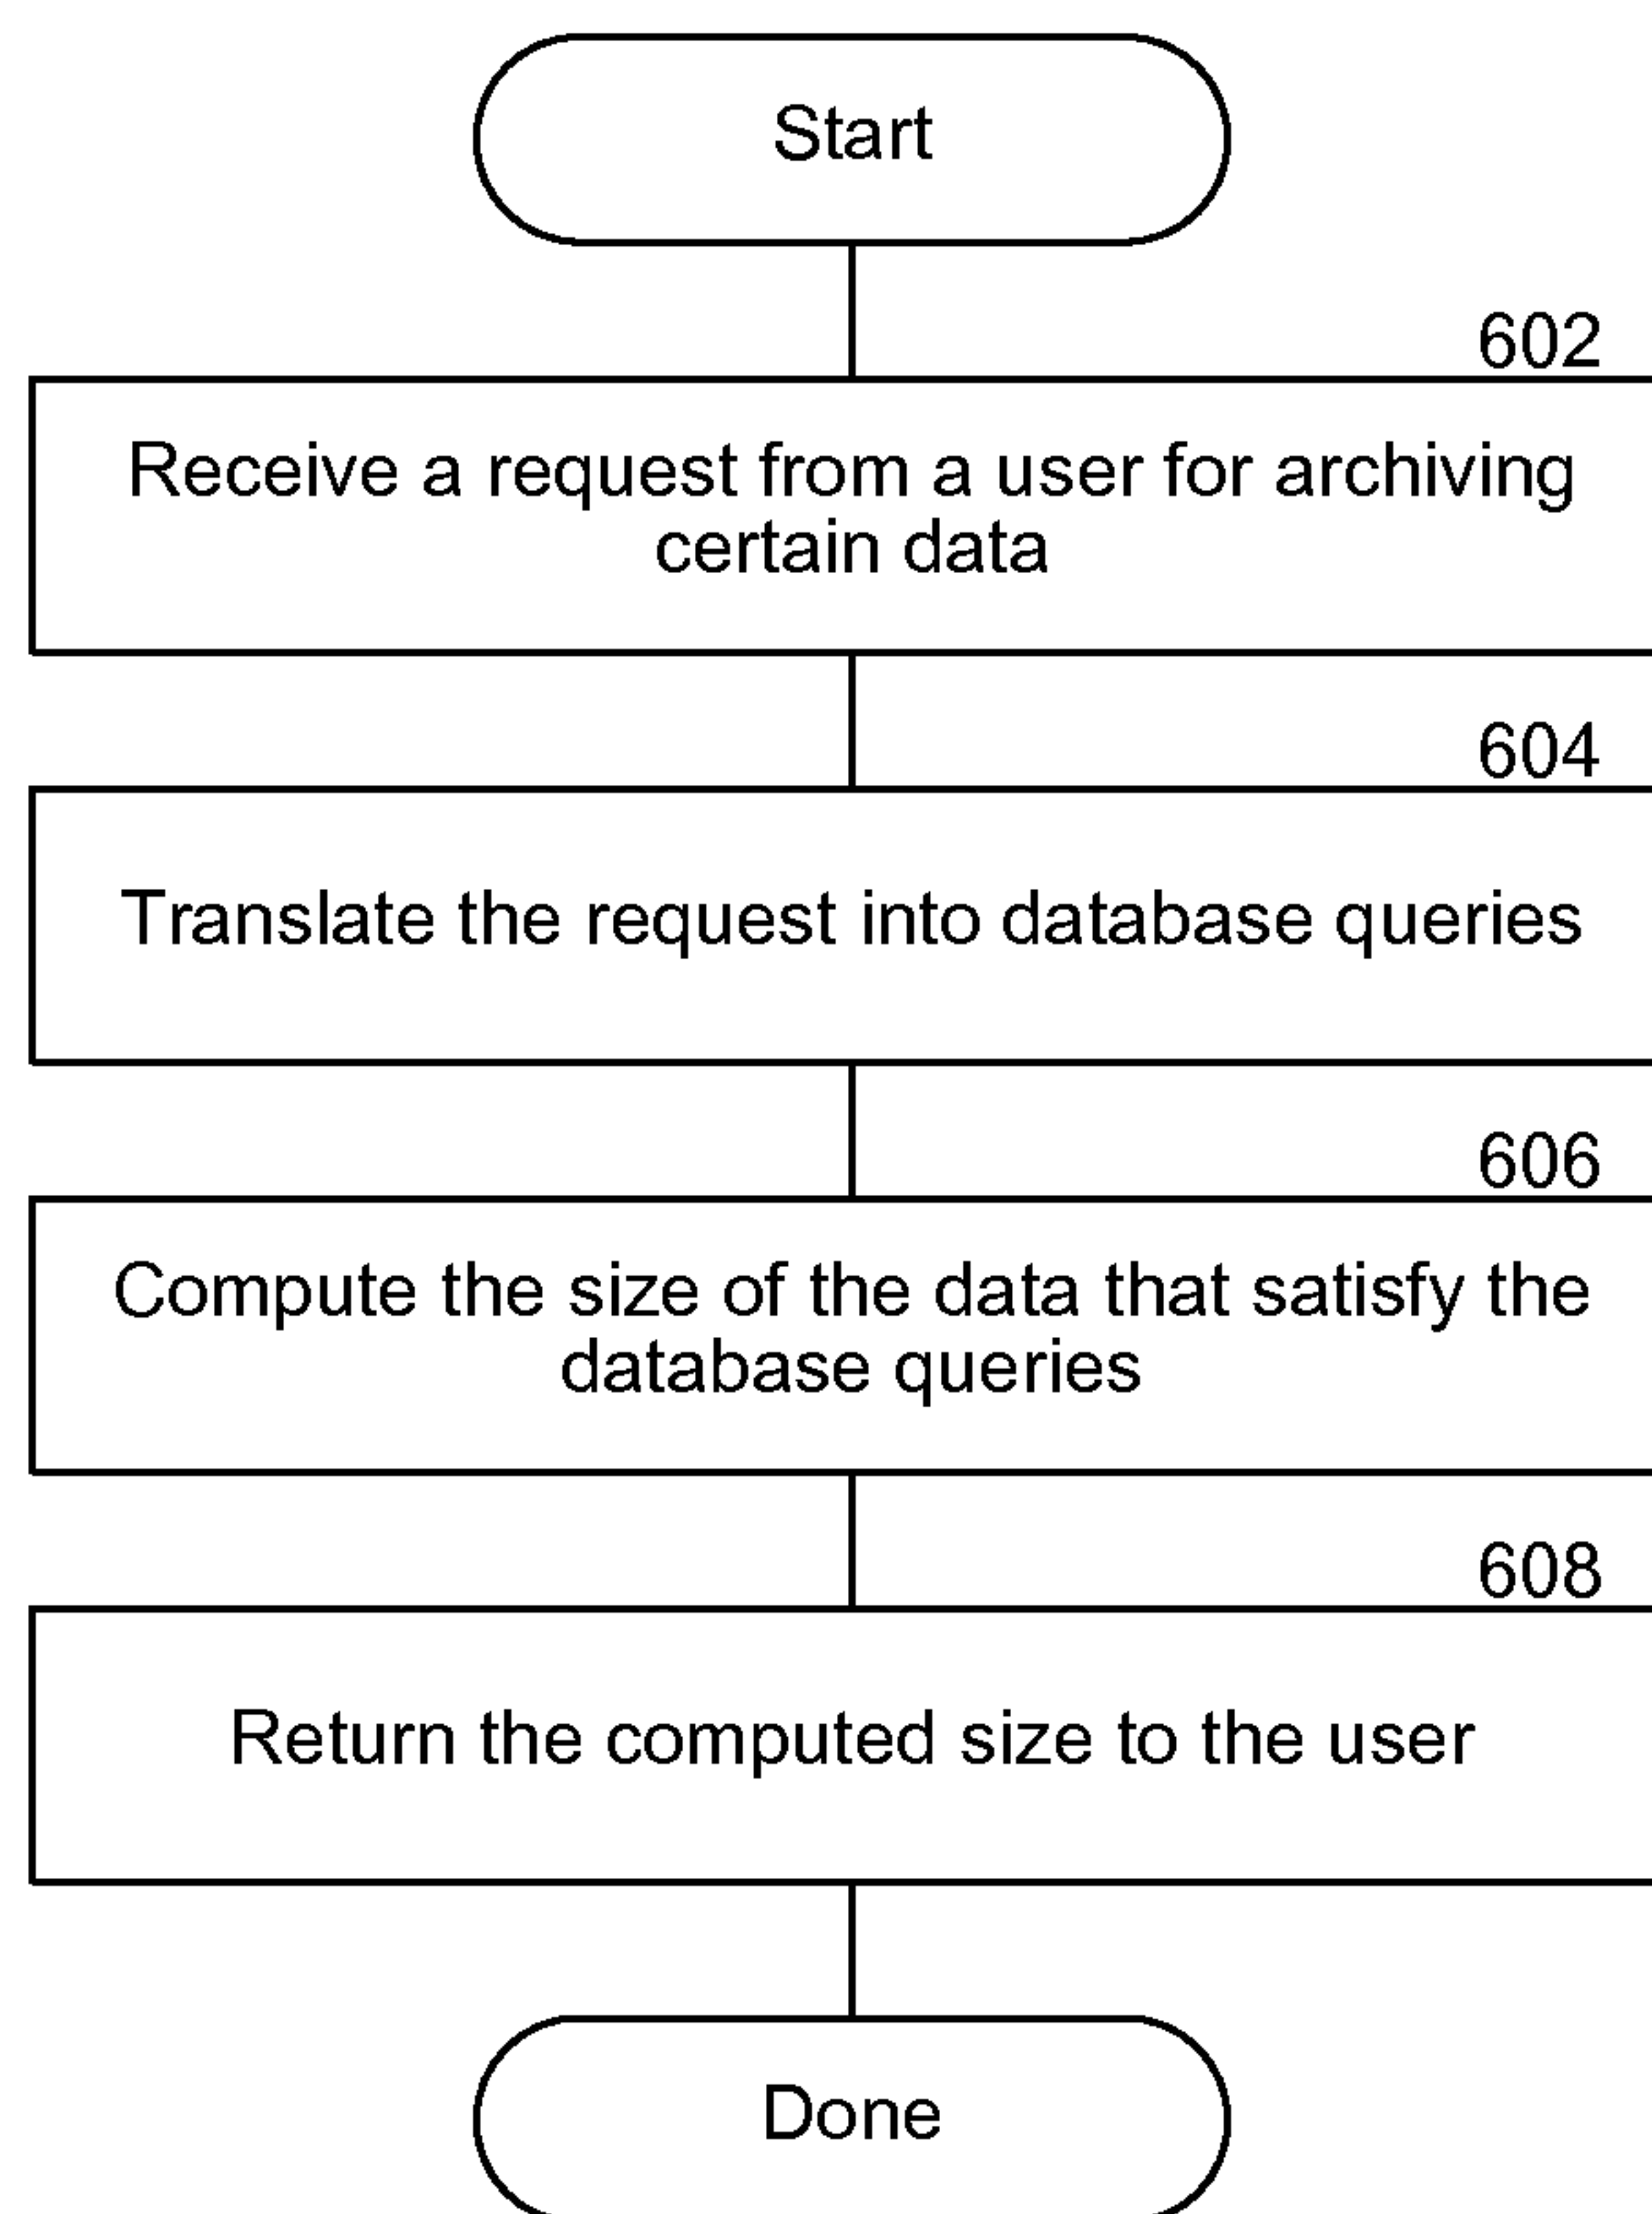 Start
602
Receive a request from a user for archiving
certain data
604
Translate the request into database queries
606
Compute the size of the data that satisfy the
database queries
608
Return the computed size to the user
Done